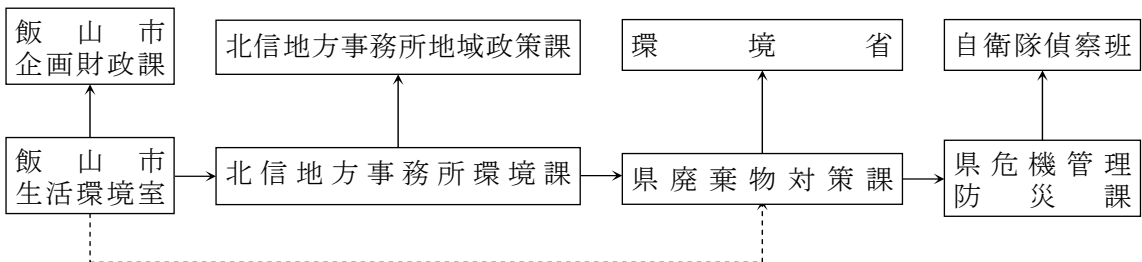 飯山市
企画財政課
北信地方事務所地域政策課
環境省
自衛隊偵察班
飯山市
生活環境室
北信地方事務所環境課
県廃棄物対策課
県危機管理
防災課